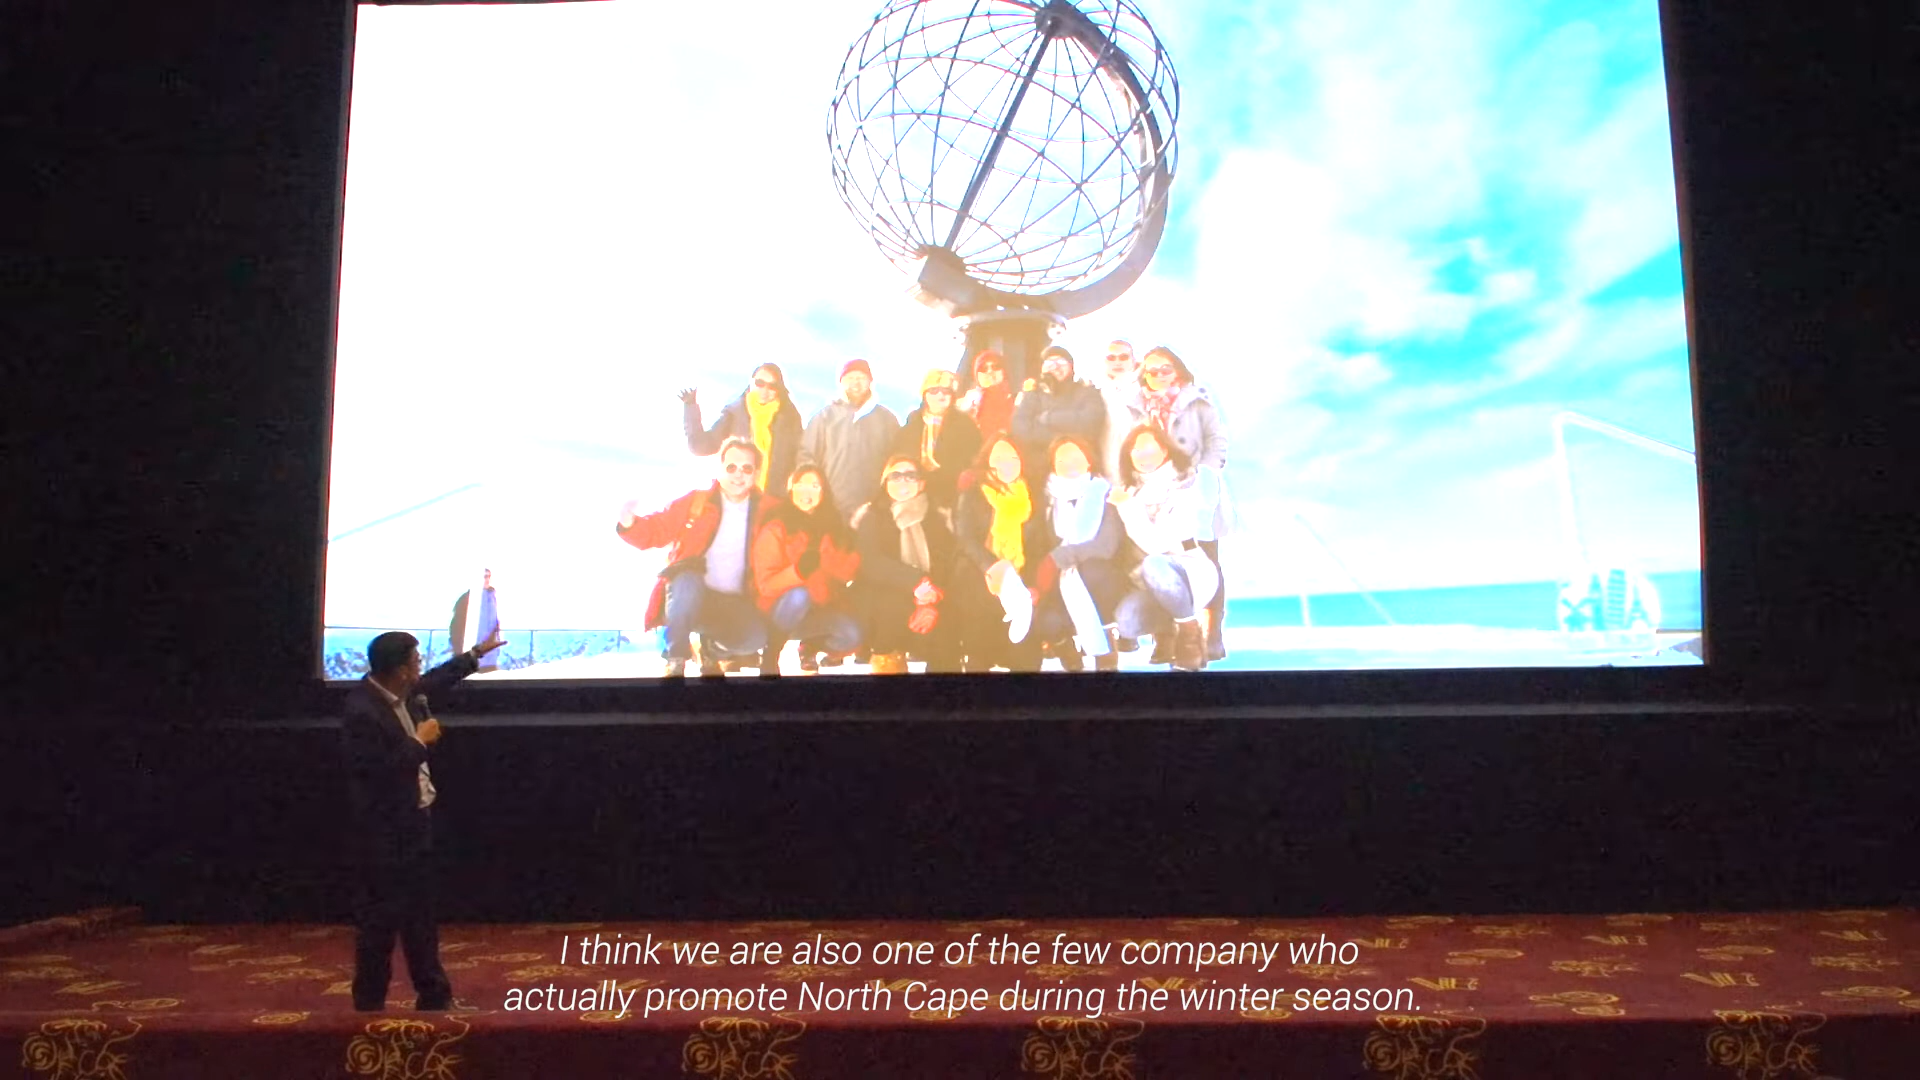 I think we are also one of the few company who
actually promote North Cape during the winter season.